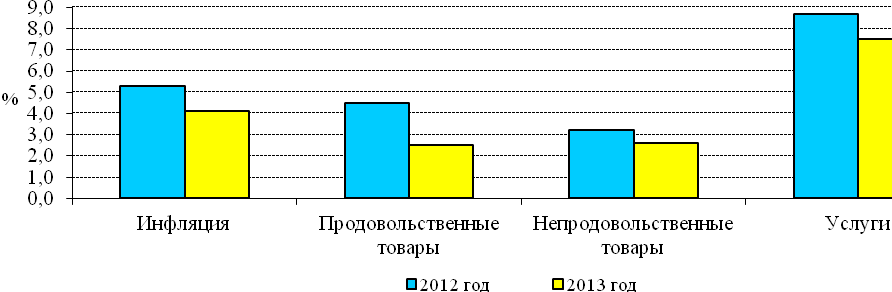 9,0
8,0
7,0
6,0
5,0
4,0
3,0
2,0
1,0
0,0
%
Инфляция
Продовольственные
товары
Непродовольственные
товары
Услуги
2012 год
2013 год